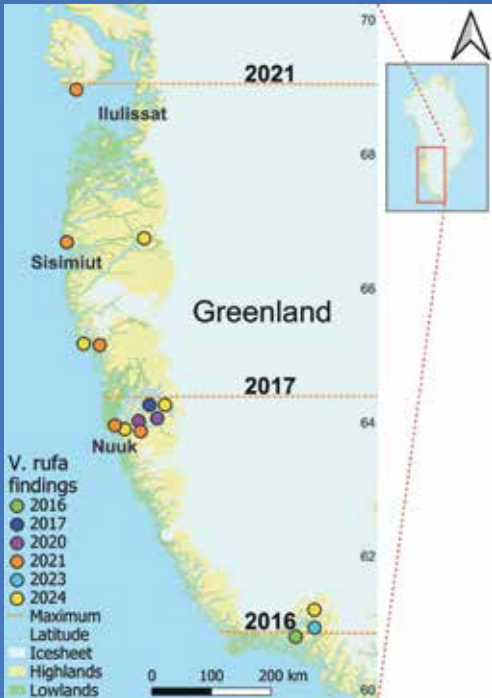 70
2021
Ilulissat
68
Sisimiut
66
Greenland
2017
64
Nuuk
V. rufa
findings
2016
2017
2020
2021
2023
2024
Maximum
Latitude
Icesheet
Highlands
Lowlands
62
2016
0 100 200 km
60